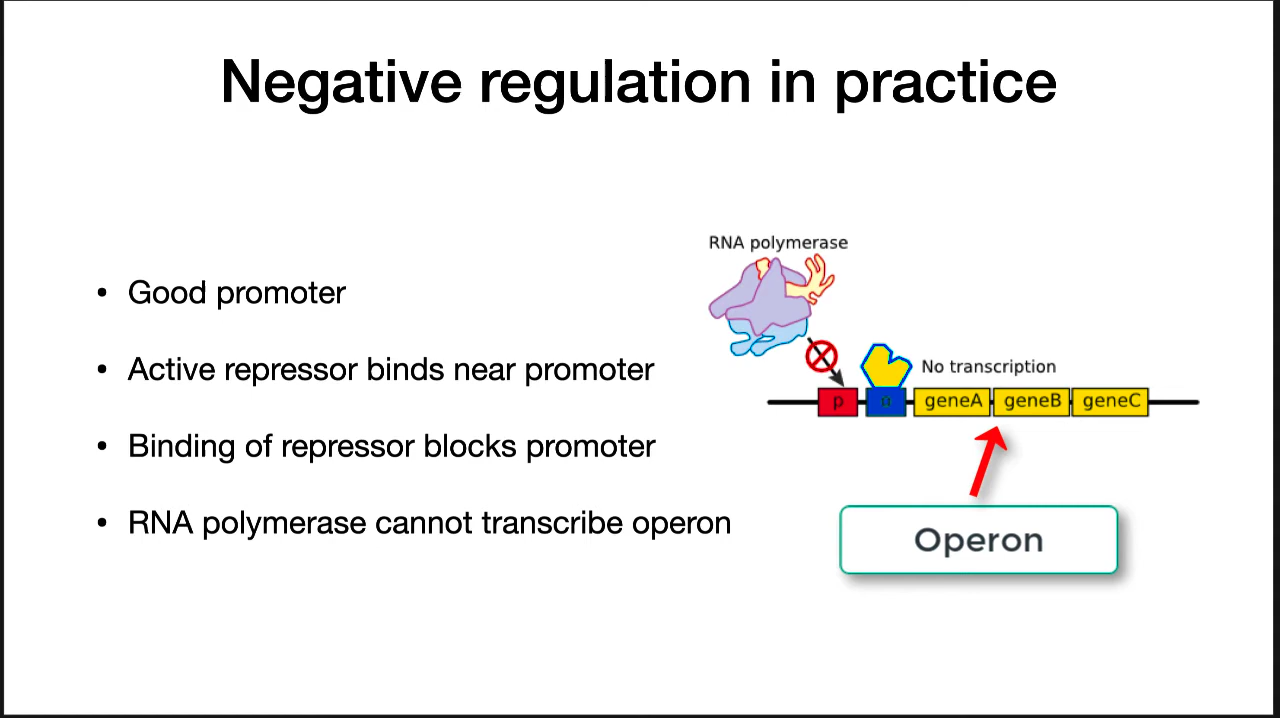 Negative regulation in practice
• Good promoter
• Active repressor binds near promoter
• Binding of repressor blocks promoter
• RNA polymerase cannot transcribe operon
RNA polymerase
No transcription
p
geneA geneB geneC
Operon